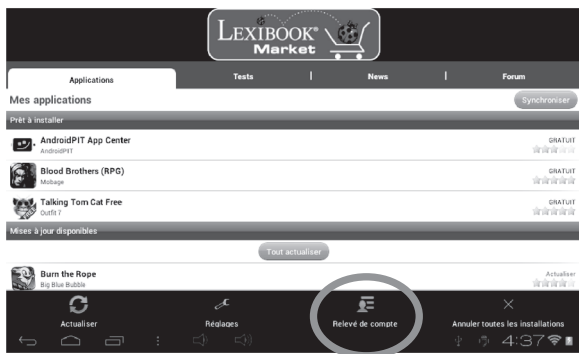 LEXIBOOK®
Market
Applications
Tests
News
Forum
Mes applications
Synchroniser
Prêt à installer
AndroidPIT App Center
GRATUIT
AndroidPIT
Blood Brothers (RPG)
GRATUIT
Mobage
Talking Tom Cat Free
GRATUIT
Outfit 7
Mises à jour disponibles
Tout actualiser
Burn the Rope
Actualiser
Big Blue Bubble
Actualiser
Réglages
Relevé de compte
Annuler toutes les installations
4:37